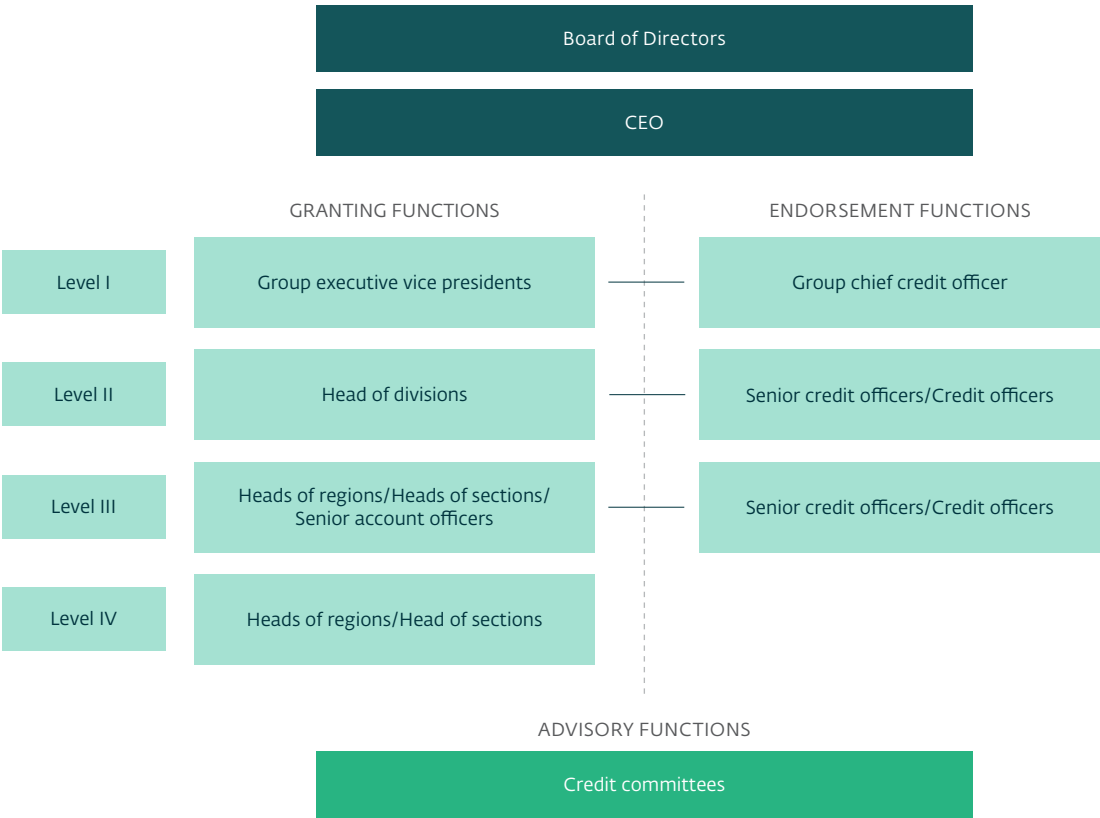 Board of Directors
CEO
GRANTING FUNCTIONS
ENDORSEMENT FUNCTIONS
Level I
Group executive vice presidents
Group chief credit officer
Level II
Head of divisions
Senior credit officers/Credit officers
Level III
Heads of regions/Heads of sections/
Senior account officers
Senior credit officers/Credit officers
Level IV
Heads of regions/Head of sections
ADVISORY FUNCTIONS
Credit committees